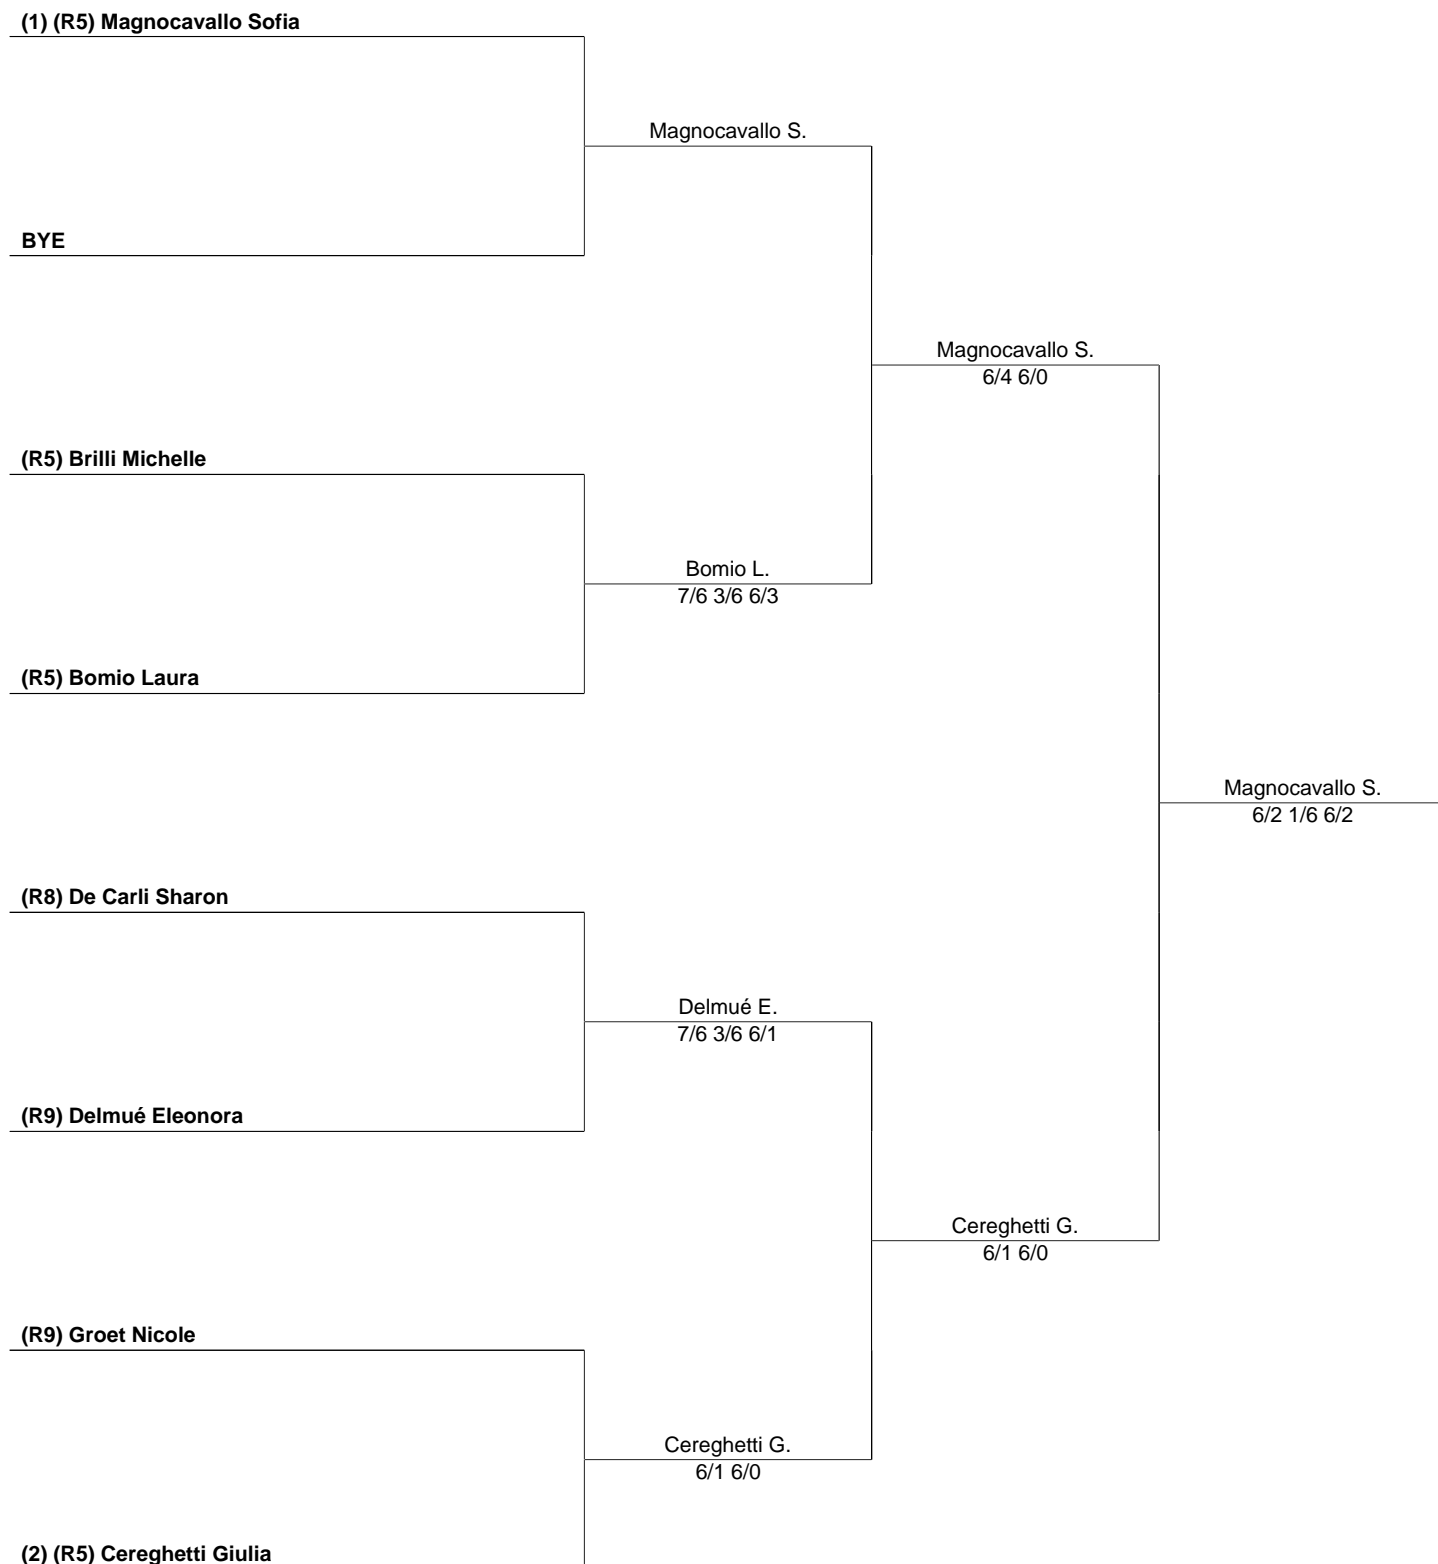 (1) (R5) Magnocavallo Sofia
Magnocavallo S.
BYE
Magnocavallo S.
6/4 6/0
(R5) Brilli Michelle
Bomio L.
7/6 3/6 6/3
(R5) Bomio Laura
Magnocavallo S.
6/2 1/6 6/2
(R8) De Carli Sharon
Delmué E.
7/6 3/6 6/1
(R9) Delmué Eleonora
Cereghetti G.
6/1 6/0
(R9) Groet Nicole
Cereghetti G.
6/1 6/0
(2) (R5) Cereghetti Giulia